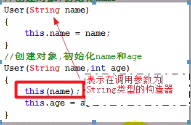 User(String name)
{
this.name = name;
}
//创建对象,初始化name和age
User(String name,int age)
{
表示在调用参数为
String类型的构造器
this(name);
this.age = a
}